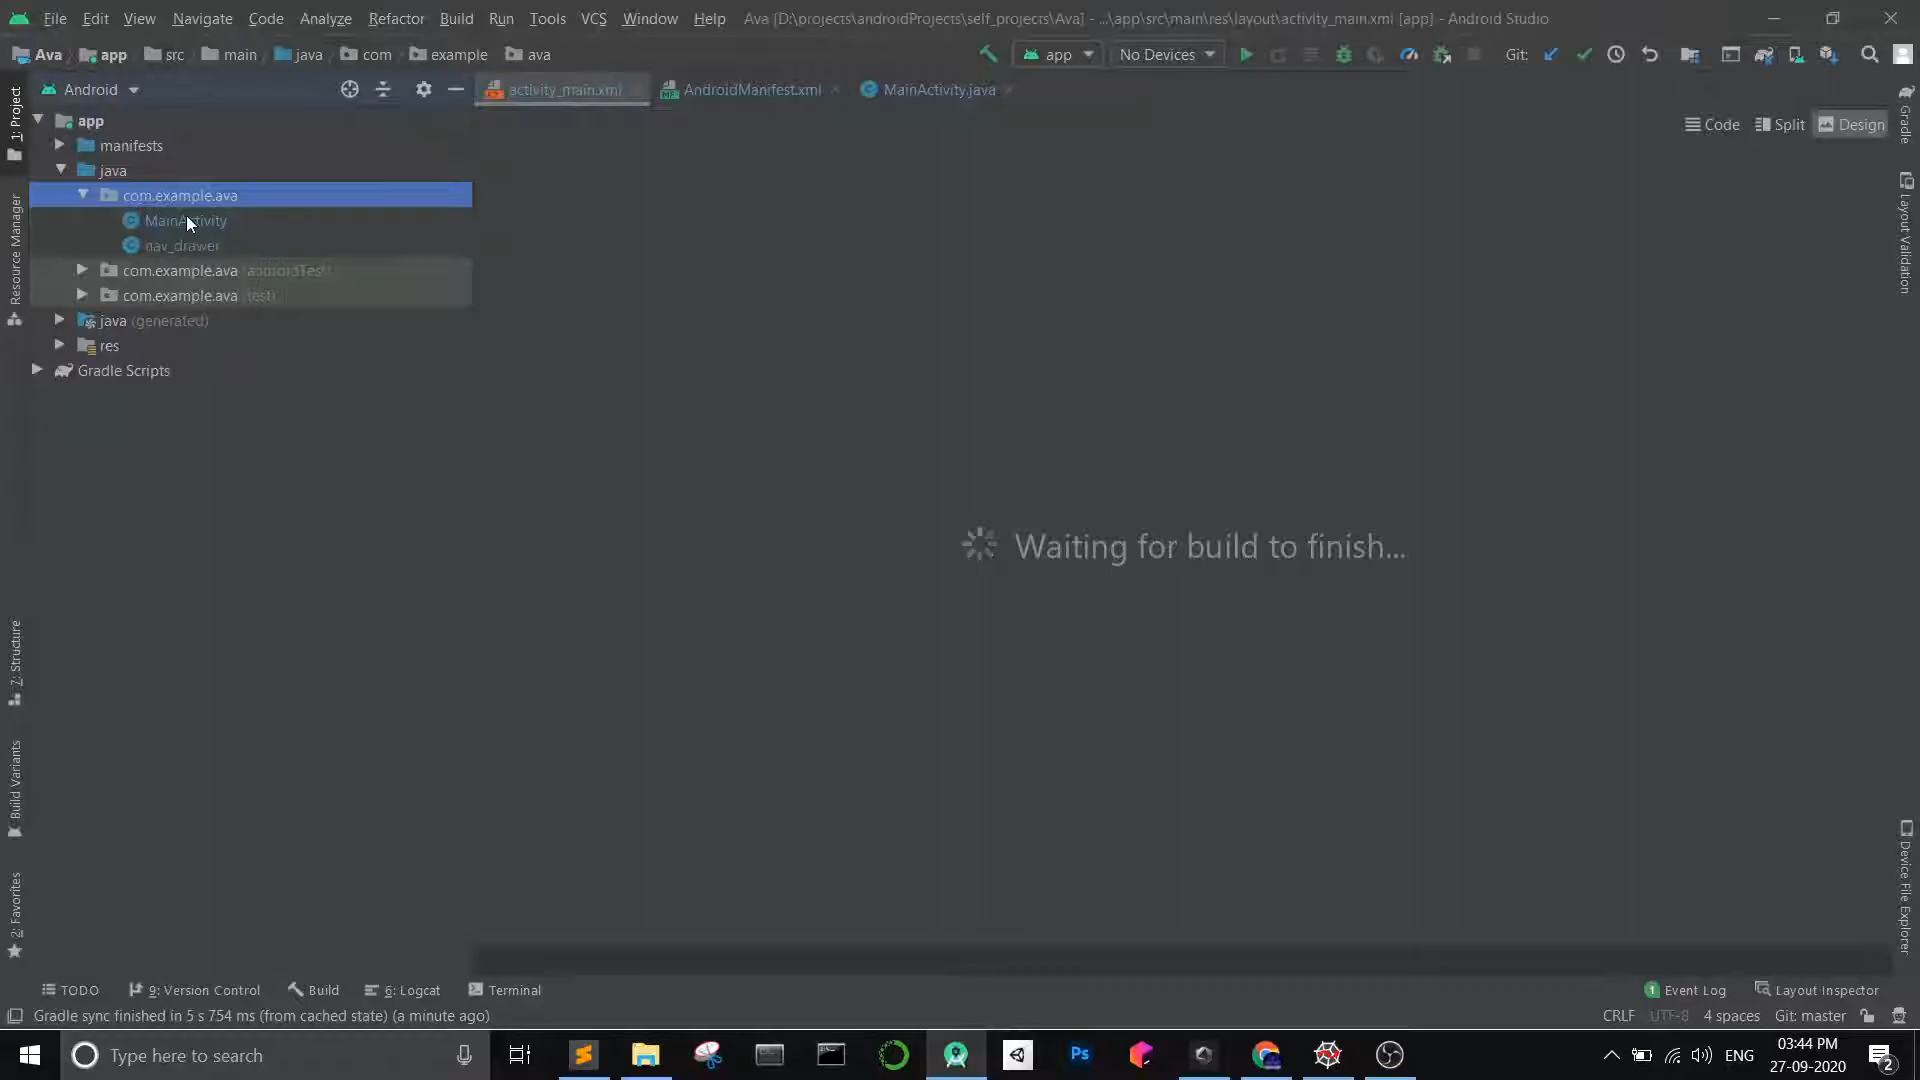 File Edit View Navigate Code Analyze Refactor Build Run Tools VCS Window Help Ava [D:\projects\androidProjects\self_projects\Ava] - ...\app\src\main\res\layout\activity_main.xml [app] - Android Studio
Ava app src main java com example ava app No Devices Git:
Android activity_main.xml AndroidManifest.xml MainActivity.java
Code Split Design
app
manifests
java
com.example.ava
MainActivity
nav_drawer
com.example.ava (androidTest)
com.example.ava (test)
java (generated)
res
Gradle Scripts
Waiting for build to finish...
1: Project
Resource Manager
7: Structure
Build Variants
2: Favorites
Gradle
Layout Validation
Device File Explorer
TODO 9: Version Control Build 6: Logcat Terminal 1 Event Log Layout Inspector
Gradle sync finished in 5 s 754 ms (from cached state) (a minute ago) CRLF UTF-8 4 spaces Git: master
Type here to search Ps ENG 03:44 PM
27-09-2020 2